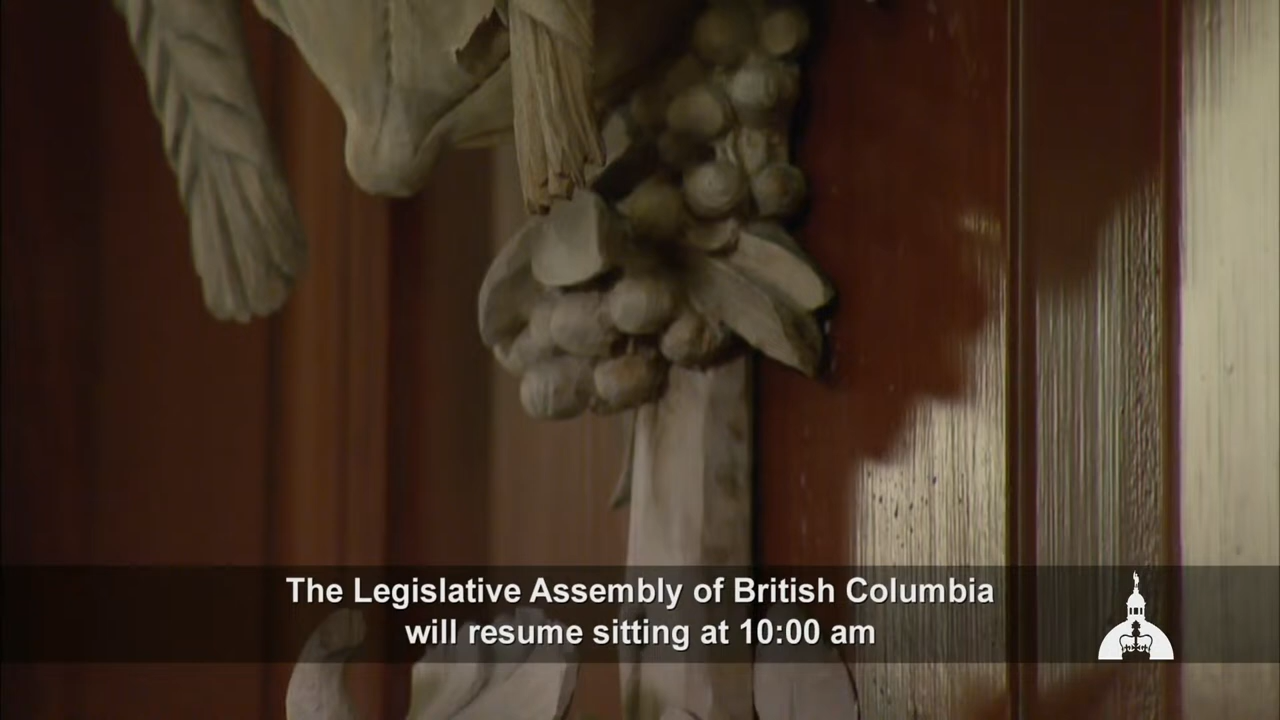 The Legislative Assembly of British Columbia
will resume sitting at 10:00 am